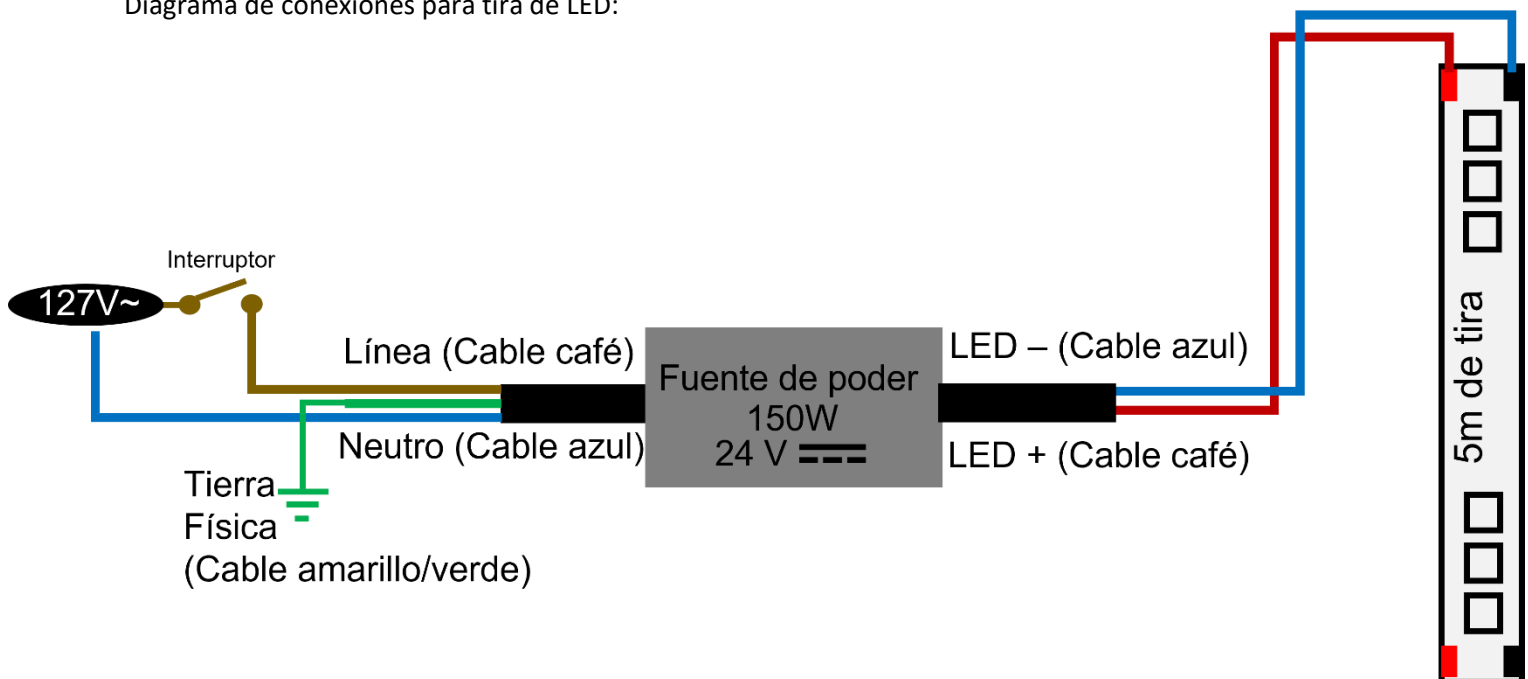 Diagrama de conexiones para tira de LED:
Interruptor
127V~
Línea (Cable café)
Neutro (Cable azul)
Tierra
Física
(Cable amarillo/verde)
Fuente de poder
150W
24 V
LED – (Cable azul)
LED + (Cable café)
5m de tira